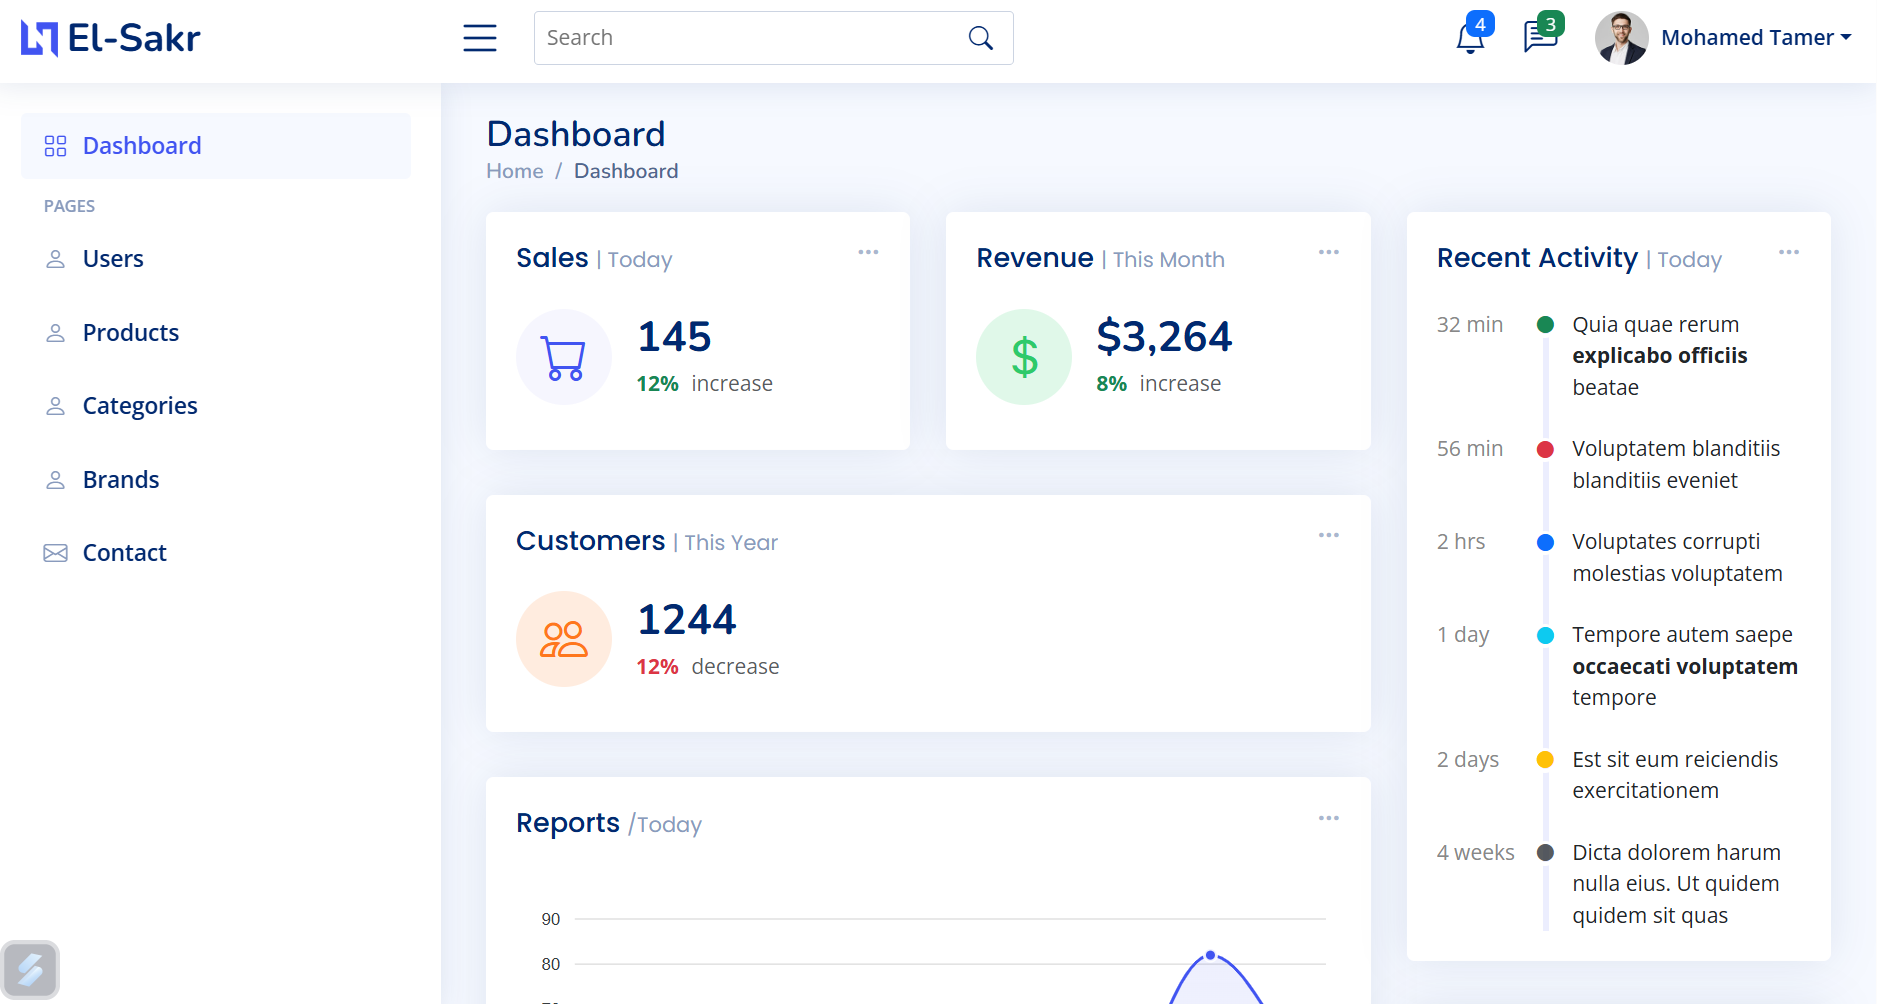 El-Sakr
Search
4
3
Mohamed Tamer
Dashboard
PAGES
Users
Products
Categories
Brands
Contact
Dashboard
Home / Dashboard
Sales | Today
145
12% increase
Revenue | This Month
$
$3,264
8% increase
Customers | This Year
1244
12% decrease
Reports /Today
90
80
Recent Activity | Today
32 min
Quia quae rerum
explicabo officiis
beatae
56 min
Voluptatem blanditiis
blanditiis eveniet
2 hrs
Voluptates corrupti
molestias voluptatem
1 day
Tempore autem saepe
occaecati voluptatem
tempore
2 days
Est sit eum reiciendis
exercitationem
4 weeks
Dicta dolorem harum
nulla eius. Ut quidem
quidem sit quas